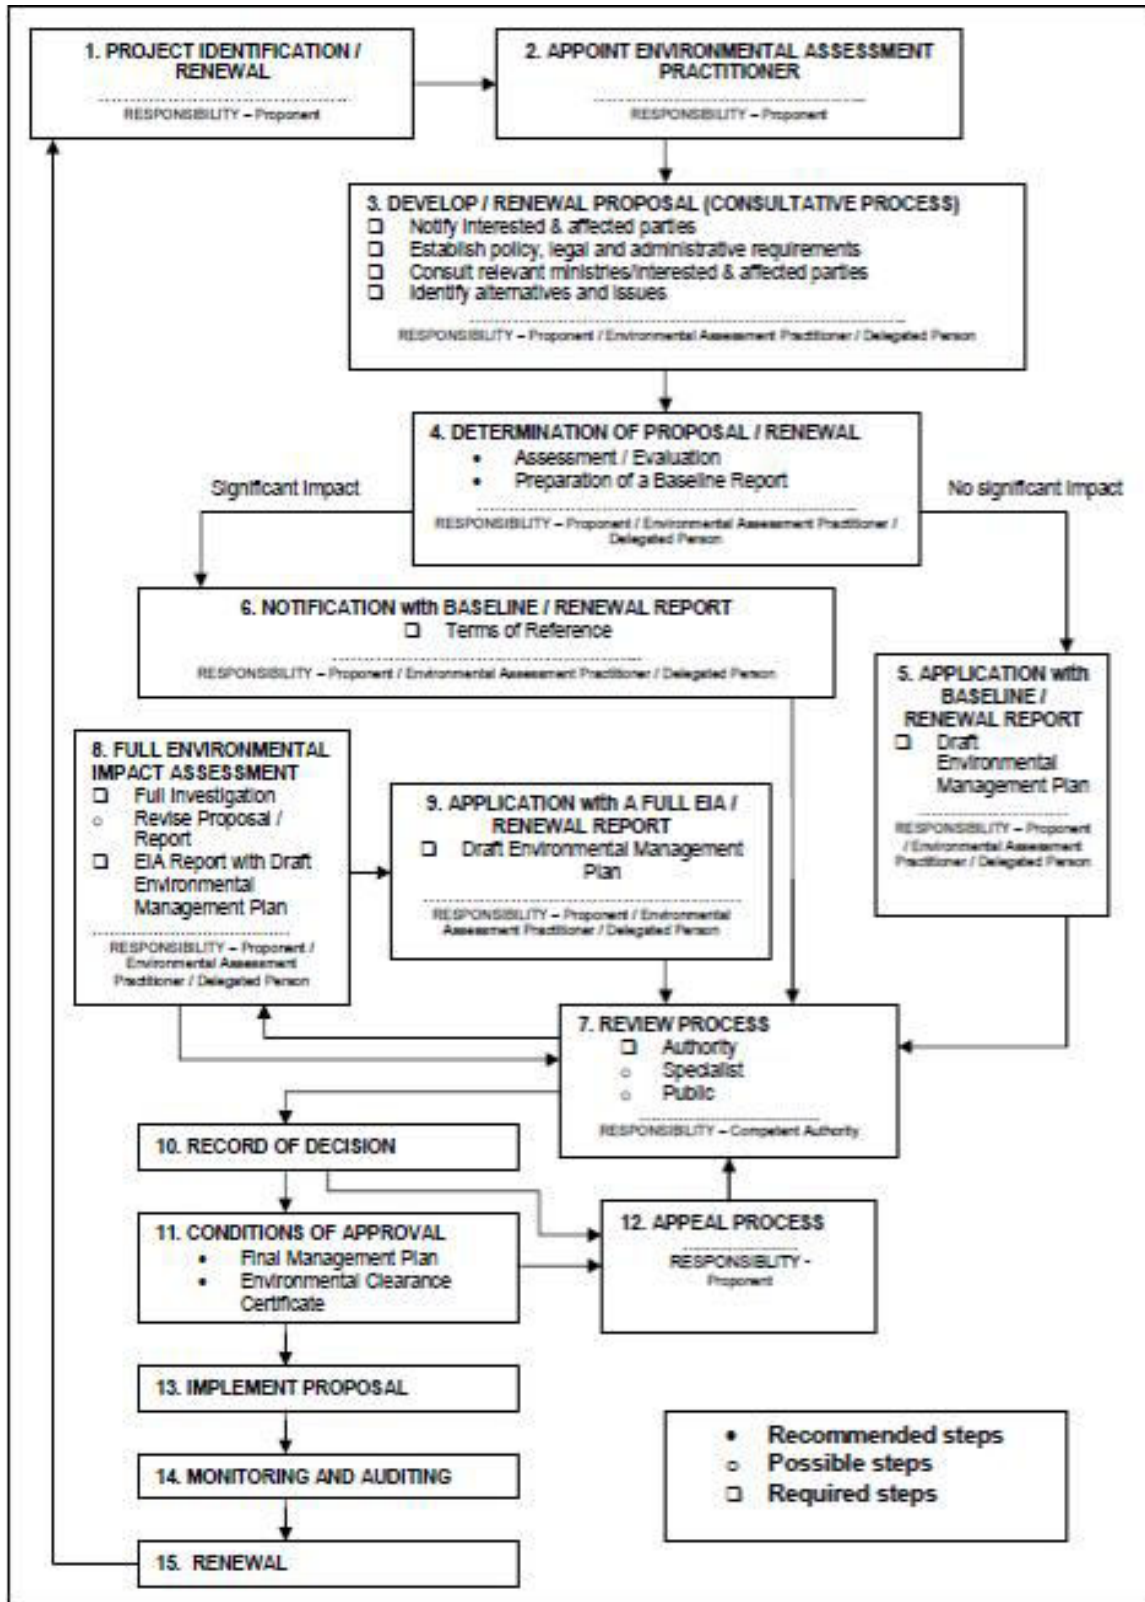 1. PROJECT IDENTIFICATION /
RENEWAL
RESPONSIBILITY – Proponent
2. APPOINT ENVIRONMENTAL ASSESSMENT
PRACTITIONER
RESPONSIBILITY – Proponent
3. DEVELOP / RENEWAL PROPOSAL (CONSULTATIVE PROCESS)
❑ Notify interested & affected parties
❑ Establish policy, legal and administrative requirements
❑ Consult relevant ministries/interested & affected parties
❑ Identify alternatives and issues
RESPONSIBILITY – Proponent / Environmental Assessment Practitioner / Delegated Person
4. DETERMINATION OF PROPOSAL / RENEWAL
• Assessment / Evaluation
• Preparation of a Baseline Report
RESPONSIBILITY – Proponent / Environmental Assessment Practitioner /
Delegated Person
Significant Impact
No significant impact
6. NOTIFICATION with BASELINE / RENEWAL REPORT
❑ Terms of Reference
RESPONSIBILITY – Proponent / Environmental Assessment Practitioner / Delegated Person
5. APPLICATION with
BASELINE /
RENEWAL REPORT
❑ Draft
Environmental
Management Plan
RESPONSIBILITY – Proponent
/ Environmental Assessment
Practitioner / Delegated Person
8. FULL ENVIRONMENTAL
IMPACT ASSESSMENT
❑ Full Investigation
○ Revise Proposal /
Report
❑ EIA Report with Draft
Environmental
Management Plan
RESPONSIBILITY – Proponent /
Environmental Assessment
Practitioner / Delegated Person
9. APPLICATION with A FULL EIA /
RENEWAL REPORT
❑ Draft Environmental Management
Plan
RESPONSIBILITY – Proponent / Environmental
Assessment Practitioner / Delegated Person
7. REVIEW PROCESS
❑ Authority
○ Specialist
○ Public
RESPONSIBILITY – Competent Authority
10. RECORD OF DECISION
11. CONDITIONS OF APPROVAL
• Final Management Plan
• Environmental Clearance
Certificate
12. APPEAL PROCESS
RESPONSIBLITY -
Proponent
13. IMPLEMENT PROPOSAL
14. MONITORING AND AUDITING
15. RENEWAL
• Recommended steps
○ Possible steps
❑ Required steps